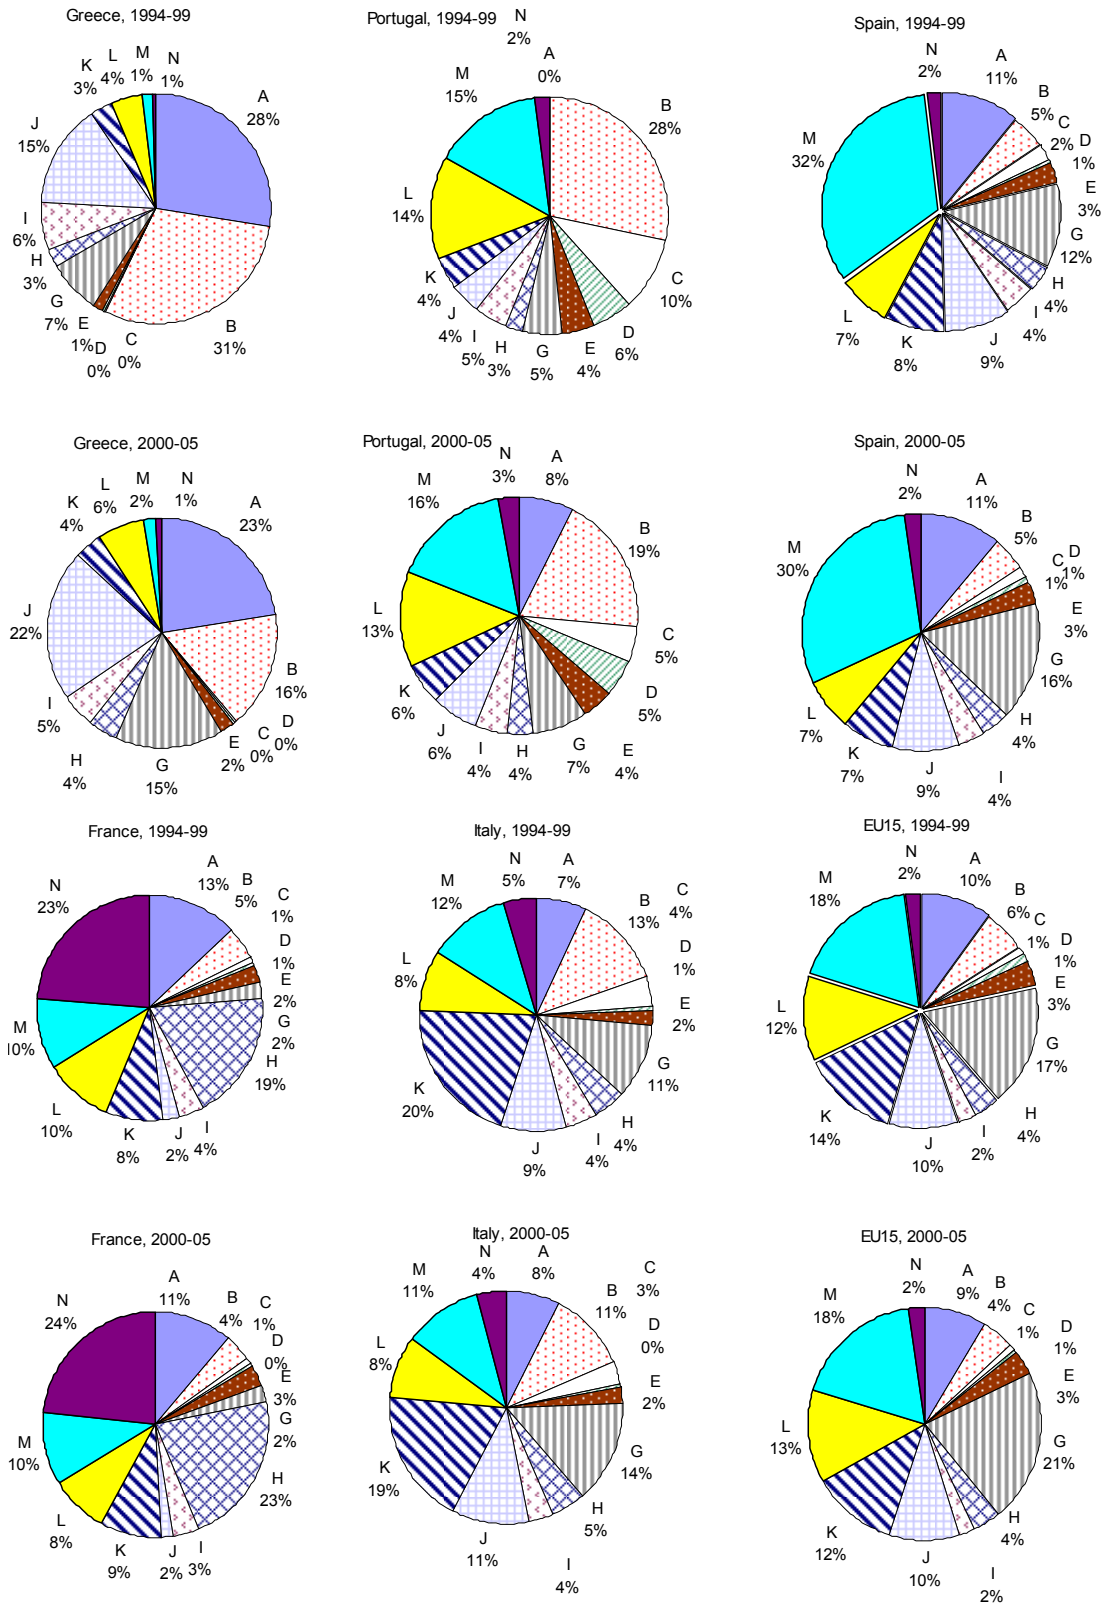 Greece, 1994-99
A
28%
B
31%
C
0%
D
0%
E
1%
G
7%
H
3%
I
6%
J
15%
K
3%
L
4%
M
1%
N
1%
Portugal, 1994-99
A
0%
B
28%
C
10%
D
6%
E
4%
G
5%
H
3%
I
5%
J
4%
K
4%
L
14%
M
15%
N
2%
Spain, 1994-99
A
11%
B
5%
C
2%
D
1%
E
3%
G
12%
H
4%
I
4%
J
9%
K
8%
L
7%
M
32%
N
2%
Greece, 2000-05
A
23%
B
16%
C
0%
D
0%
E
2%
G
15%
H
4%
I
5%
J
22%
K
4%
L
6%
M
2%
N
1%
Portugal, 2000-05
A
8%
B
19%
C
5%
D
5%
E
4%
G
7%
H
4%
I
4%
J
6%
K
6%
L
13%
M
16%
N
3%
Spain, 2000-05
A
11%
B
5%
C
1%
D
1%
E
3%
G
16%
H
4%
I
4%
J
9%
K
7%
L
7%
M
30%
N
2%
France, 1994-99
A
13%
B
5%
C
1%
D
1%
E
2%
G
2%
H
19%
I
4%
J
2%
K
8%
L
10%
M
10%
N
23%
Italy, 1994-99
A
7%
B
13%
C
4%
D
1%
E
2%
G
11%
H
4%
I
4%
J
9%
K
20%
L
8%
M
12%
N
5%
EU15, 1994-99
A
10%
B
6%
C
1%
D
1%
E
3%
G
17%
H
4%
I
2%
J
10%
K
14%
L
12%
M
18%
N
2%
France, 2000-05
A
11%
B
4%
C
1%
D
0%
E
3%
G
2%
H
23%
I
3%
J
2%
K
9%
L
8%
M
10%
N
24%
Italy, 2000-05
A
8%
B
11%
C
3%
D
0%
E
2%
G
14%
H
5%
I
4%
J
11%
K
19%
L
8%
M
11%
N
4%
EU15, 2000-05
A
9%
B
4%
C
1%
D
1%
E
3%
G
21%
H
4%
I
2%
J
10%
K
12%
L
13%
M
18%
N
2%